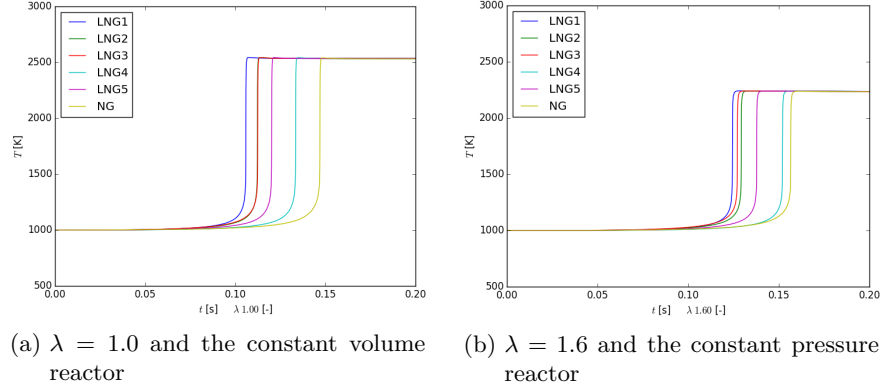 3000
2500
2000
1500
1000
500
T [K]
LNG1
LNG2
LNG3
LNG4
LNG5
NG
0.00 0.05 0.10 0.15 0.20
t [s] λ 1.00 [-]
(a) λ = 1.0 and the constant volume
reactor
3000
2500
2000
1500
1000
500
T [K]
LNG1
LNG2
LNG3
LNG4
LNG5
NG
0.00 0.05 0.10 0.15 0.20
t [s] λ 1.60 [-]
(b) λ = 1.6 and the constant pressure
reactor